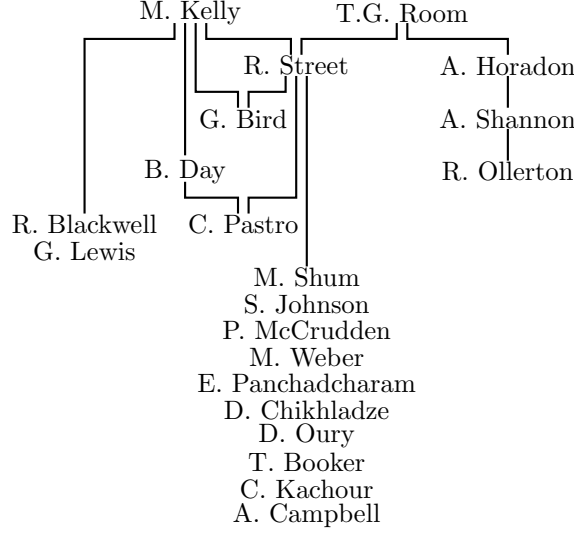 M. Kelly
T.G. Room
R. Street
A. Horadon
G. Bird
A. Shannon
B. Day
R. Ollerton
R. Blackwell
C. Pastro
G. Lewis
M. Shum
S. Johnson
P. McCrudden
M. Weber
E. Panchadcharam
D. Chikhladze
D. Oury
T. Booker
C. Kachour
A. Campbell